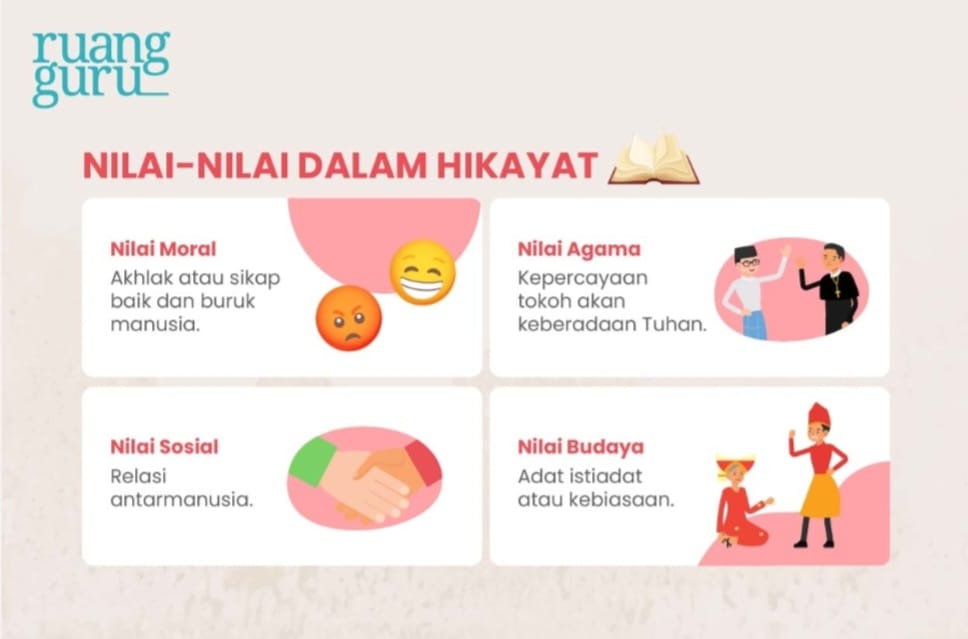 ruang
guru
NILAI-NILAI DALAM HIKAYAT
Nilai Moral
Akhlak atau sikap
baik dan buruk
manusia.
Nilai Agama
Kepercayaan
tokoh akan
keberadaan Tuhan.
Nilai Sosial
Relasi
antarmanusia.
Nilai Budaya
Adat istiadat
atau kebiasaan.